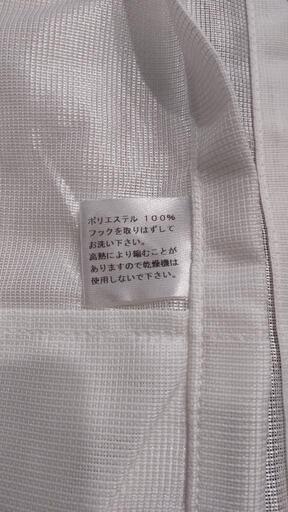 ポリエステル 100%
フックを取りはずして
お洗い下さい。
高熱により縮むことが
ありますので乾燥機は
使用しないで下さい。